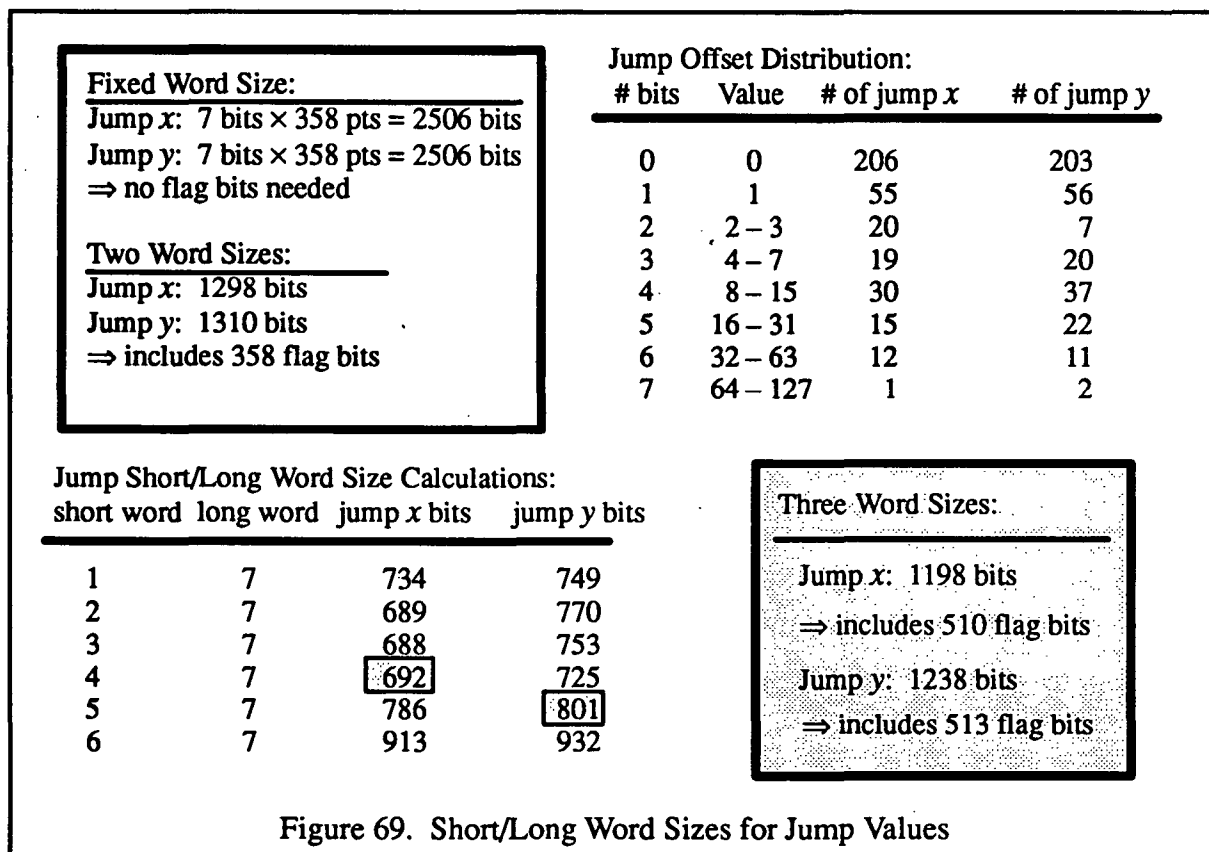 Fixed Word Size:
Jump x: 7 bits × 358 pts = 2506 bits
Jump y: 7 bits × 358 pts = 2506 bits
⇒ no flag bits needed
Two Word Sizes:
Jump x: 1298 bits
Jump y: 1310 bits
⇒ includes 358 flag bits
Jump Offset Distribution:
# bits Value # of jump x # of jump y
0 0 206 203
1 1 55 56
2 2 – 3 20 7
3 4 – 7 19 20
4 8 – 15 30 37
5 16 – 31 15 22
6 32 – 63 12 11
7 64 – 127 1 2
Jump Short/Long Word Size Calculations:
short word long word jump x bits jump y bits
1 7 734 749
2 7 689 770
3 7 688 753
4 7 692 725
5 7 786 801
6 7 913 932
Three Word Sizes:
Jump x: 1198 bits
⇒ includes 510 flag bits
Jump y: 1238 bits
⇒ includes 513 flag bits
Figure 69. Short/Long Word Sizes for Jump Values